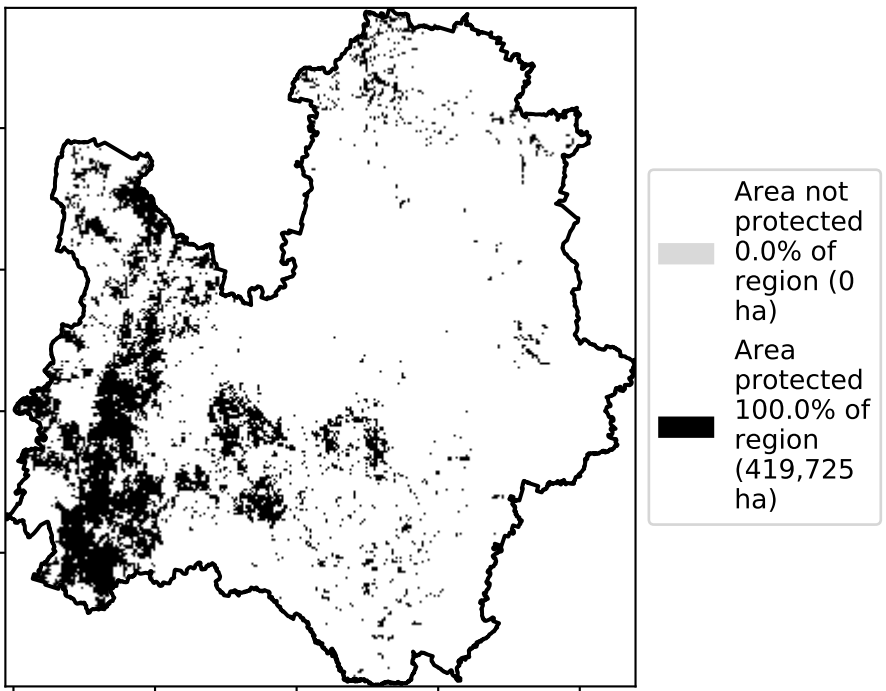 Area not
protected
0.0% of
region (0
ha)
Area
protected
100.0% of
region
(419,725
ha)